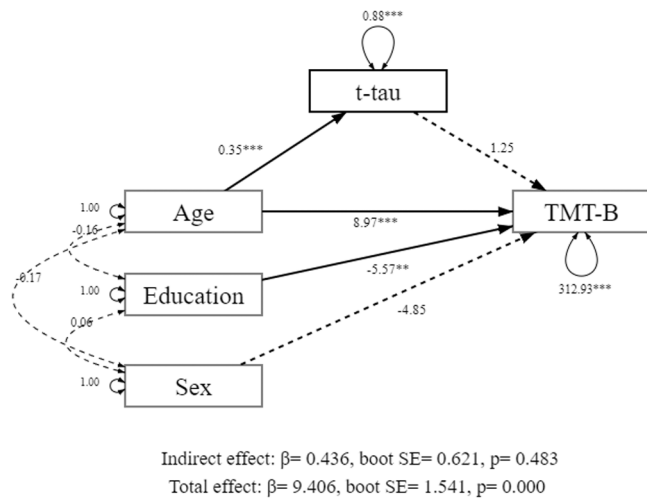 0.88***
t-tau
0.35***
1.25
1.00
Age
8.97***
TMT-B
-0.16
-0.17
1.00
Education
-5.57**
312.93***
-4.85
0.06
1.00
Sex
Indirect effect: β= 0.436, boot SE= 0.621, p= 0.483
Total effect: β= 9.406, boot SE= 1.541, p= 0.000